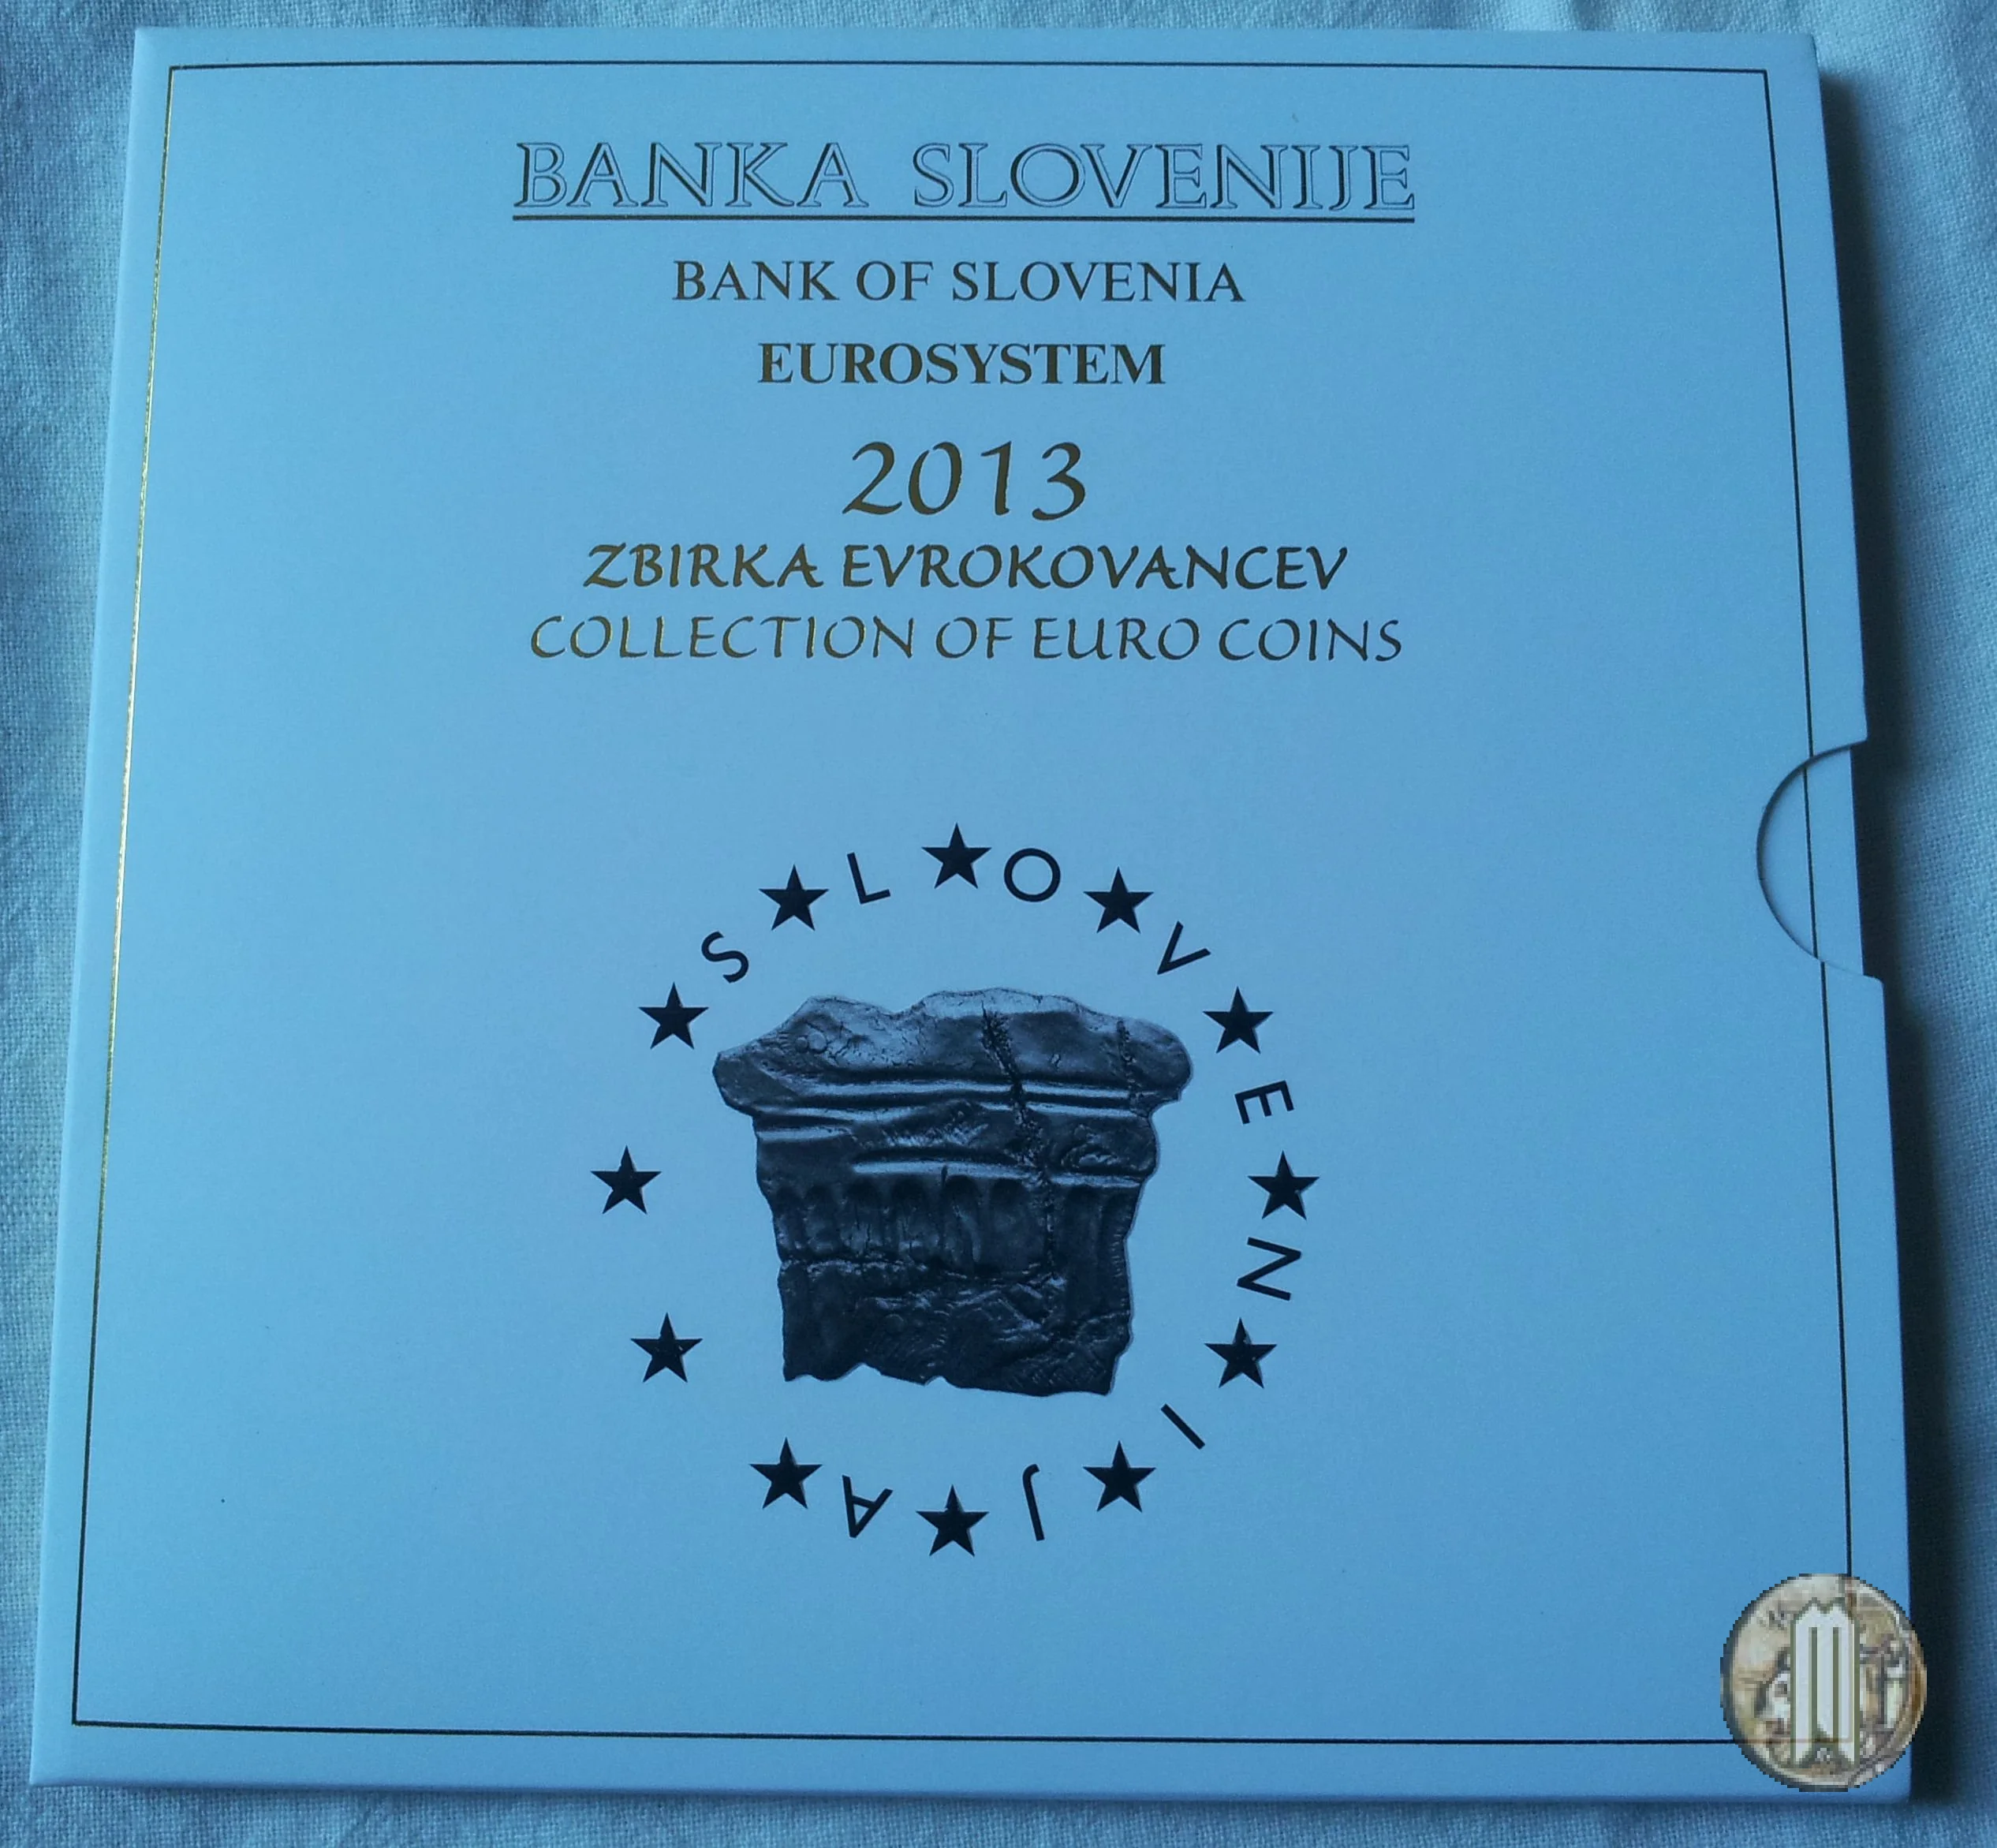 BANKA SLOVENIJE
BANK OF SLOVENIA
EUROSYSTEM
2013
ZBIRKA EVROKOVANCEV
COLLECTION OF EURO COINS
SLOVENIJA